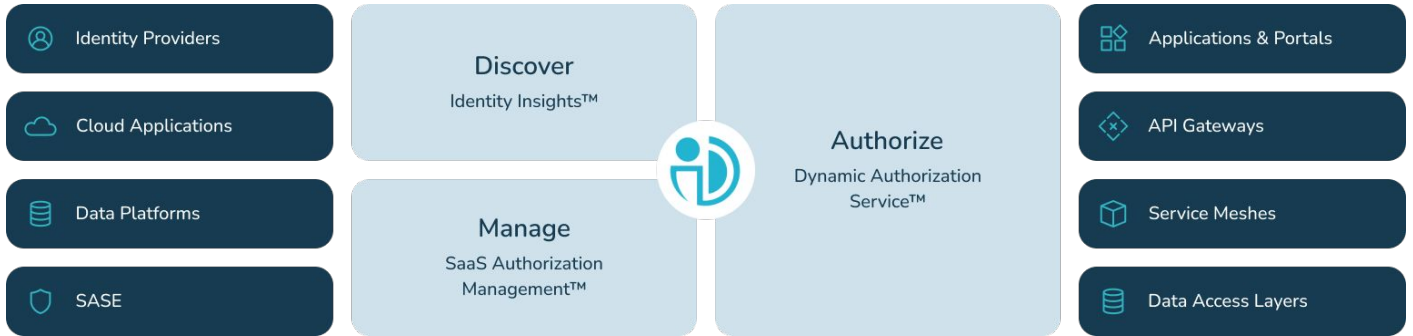 Identity Providers
Cloud Applications
Data Platforms
SASE
Discover
Identity Insights™
Manage
SaaS Authorization
Management™
Authorize
Dynamic Authorization
Service™
Applications & Portals
API Gateways
Service Meshes
Data Access Layers